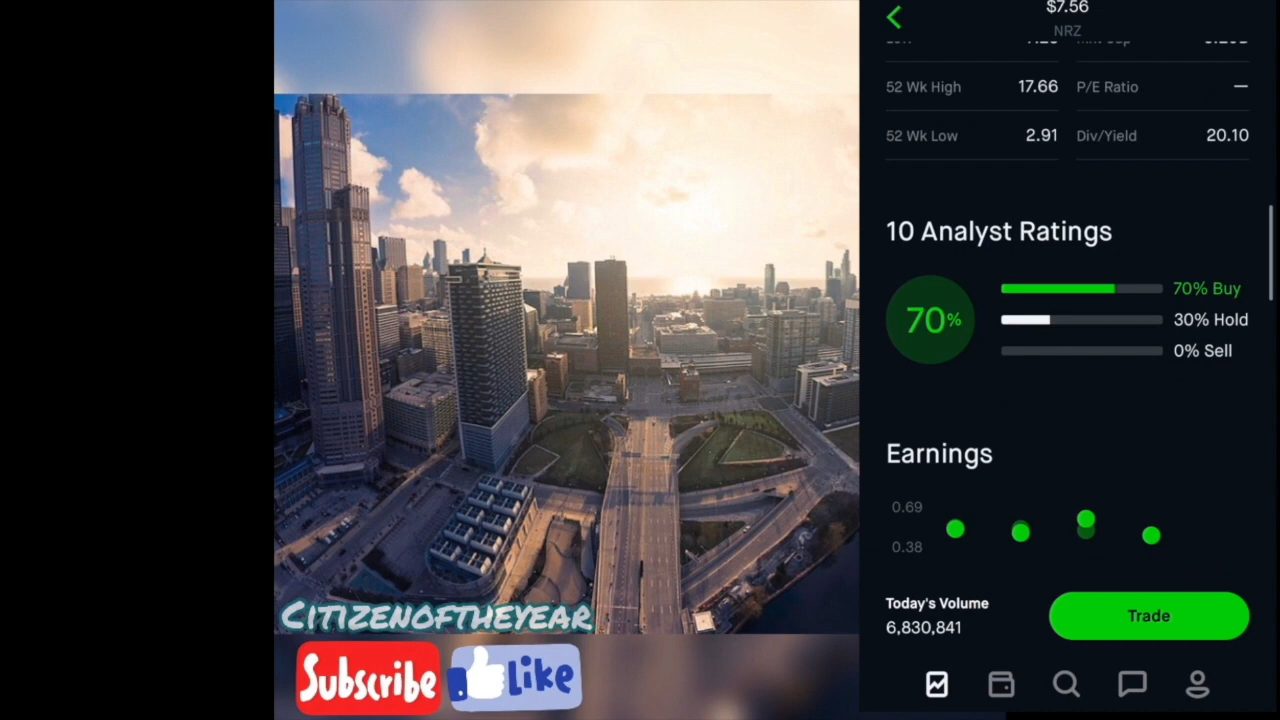 $7.56
NRZ
52 Wk High 17.66 P/E Ratio —
52 Wk Low 2.91 Div/Yield 20.10
10 Analyst Ratings
70%
70% Buy
30% Hold
0% Sell
Earnings
0.69
0.38
Today's Volume
6,830,841
Trade
CITIZENOFTHEYEAR
Subscribe
Like